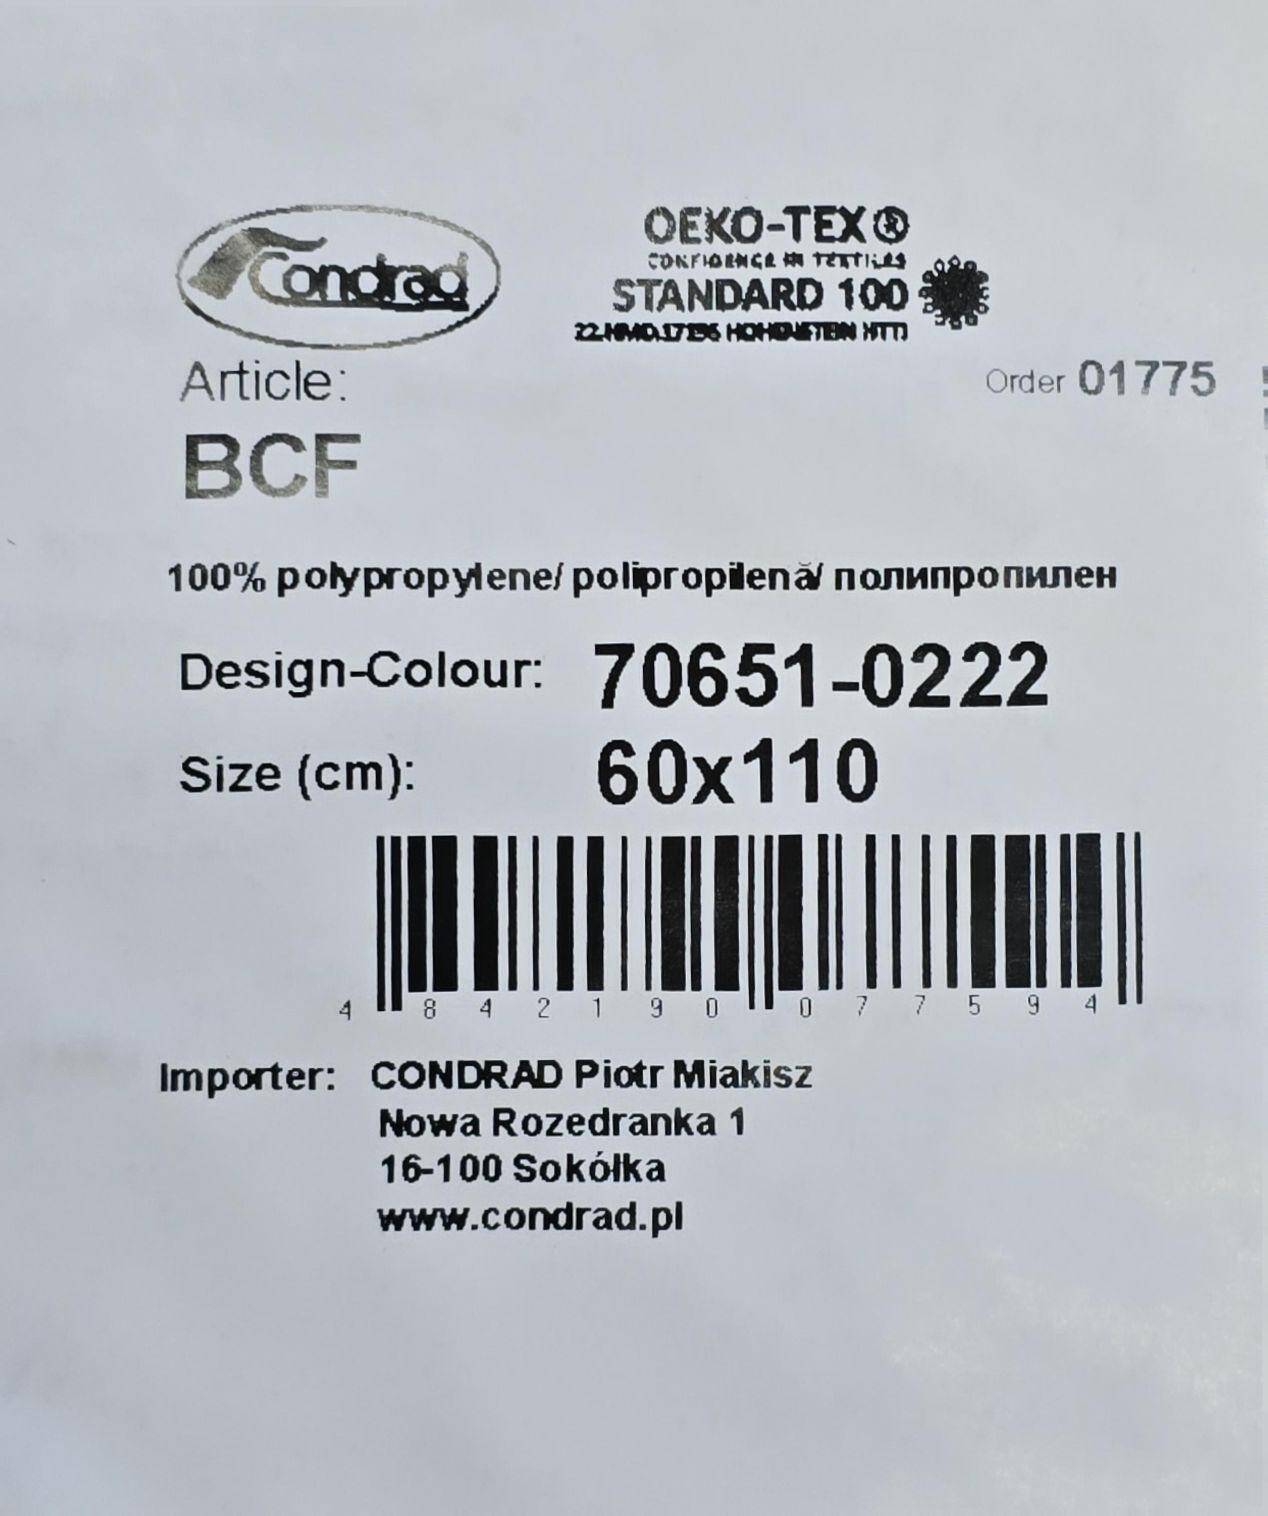 Condrad
OEKO-TEX®
CONFIDENCE IN TEXTILES
STANDARD 100
HOHENSTEIN HTTI
Article:
Order 01775
BCF
100% polypropylene/ polipropilenă/ полипропилен
Design-Colour: 70651-0222
Size (cm): 60x110
4 842190 077594
Importer: CONDRAD Piotr Miakisz
Nowa Rozedranka 1
16-100 Sokółka
www.condrad.pl